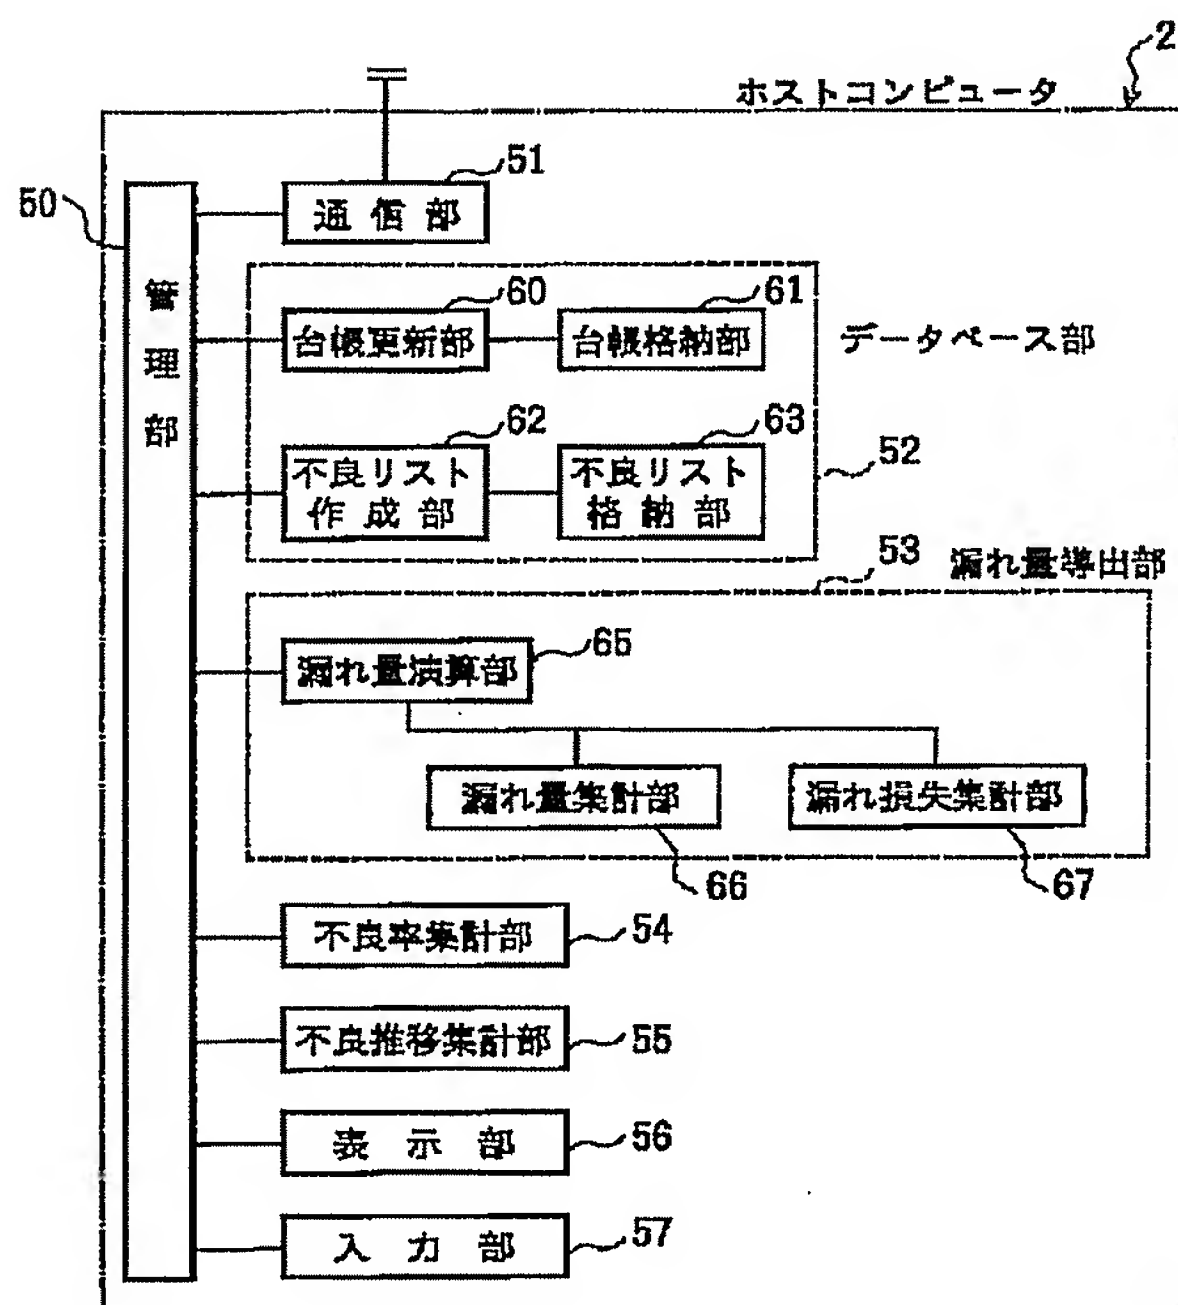 2
ホストコンピュータ
51
50
通信部
管理部
60
61
台帳更新部
台帳格納部
データベース部
62
63
不良リスト
作成部
不良リスト
格納部
52
53
漏れ量導出部
65
漏れ量演算部
漏れ量集計部
漏れ損失集計部
66
67
不良率集計部
54
不良推移集計部
55
表示部
56
入力部
57